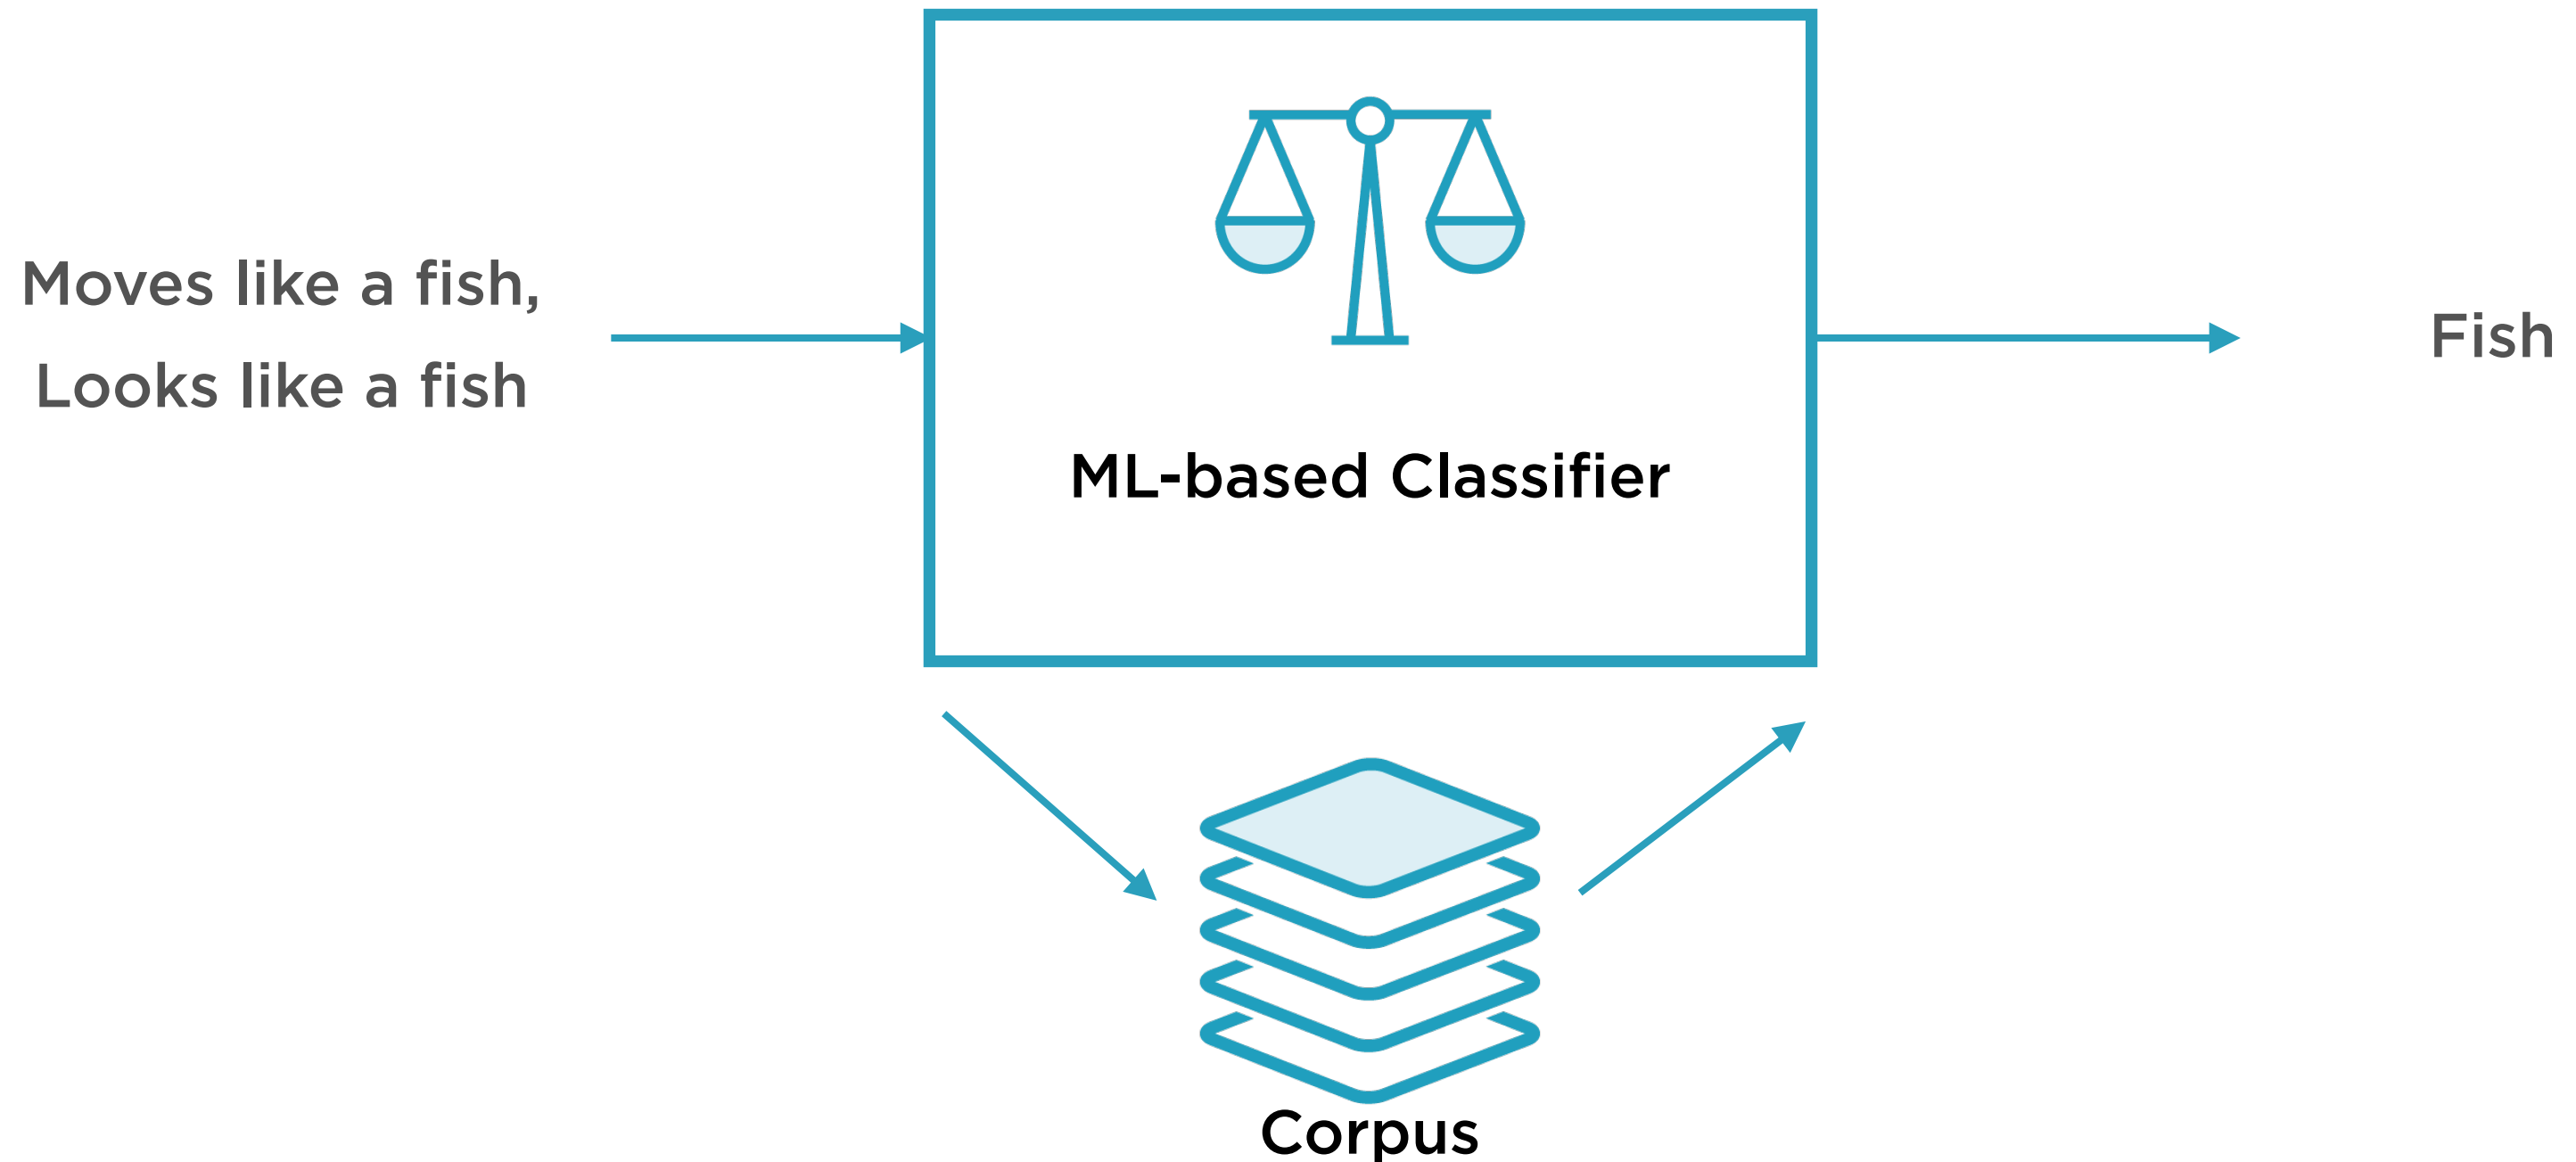 Moves like a fish,
Looks like a fish
ML-based Classifier
Fish
Corpus